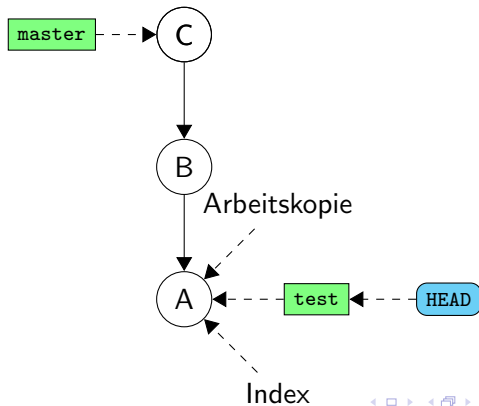 master
C
B
Arbeitskopie
A
test
HEAD
Index